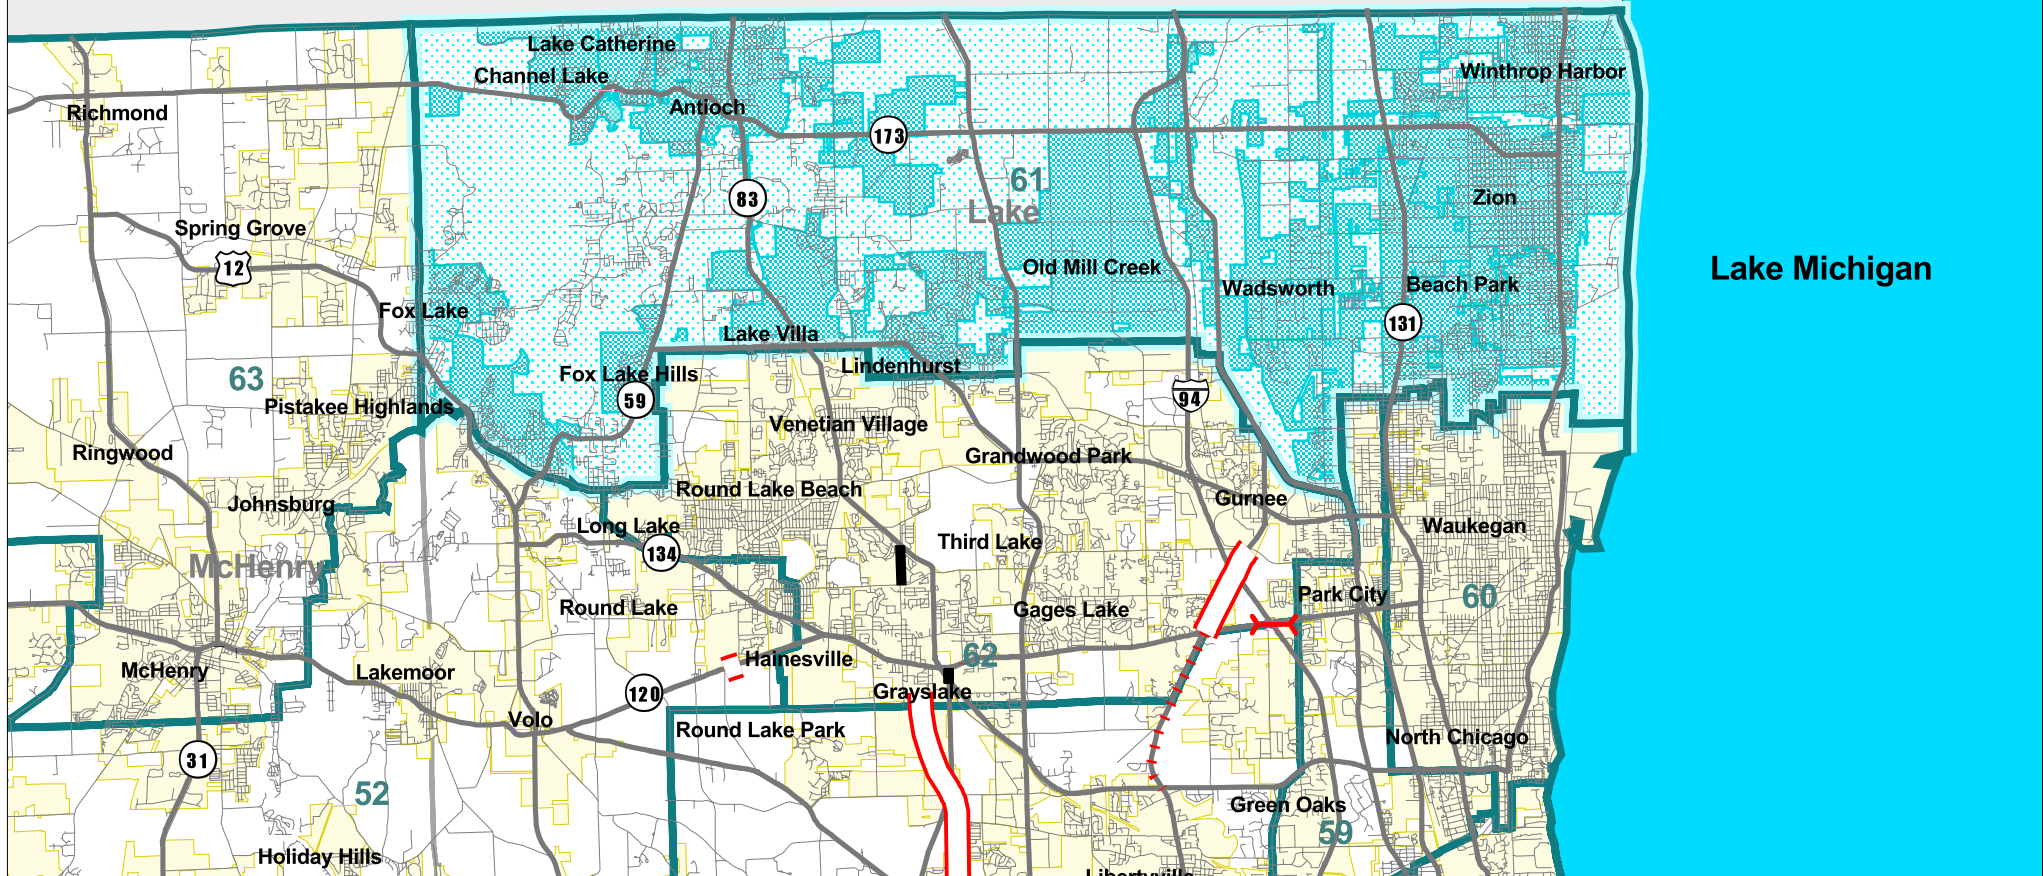 Lake Catherine
Channel Lake
Winthrop Harbor
Richmond
Antioch
173
61
83
Zion
Lake
Spring Grove
12
Old Mill Creek
Lake Michigan
Wadsworth
Beach Park
Fox Lake
131
Lake Villa
Lindenhurst
63
Fox Lake Hills
59
94
Pistakee Highlands
Venetian Village
Ringwood
Grandwood Park
Round Lake Beach
Gurnee
Johnsburg
Long Lake
Waukegan
134
Third Lake
McHenry
Park City
60
Round Lake
Gages Lake
62
Hainesville
McHenry
Lakemoor
120
Grayslake
Volo
Round Lake Park
North Chicago
31
52
Green Oaks
59
Holiday Hills
Libertyville